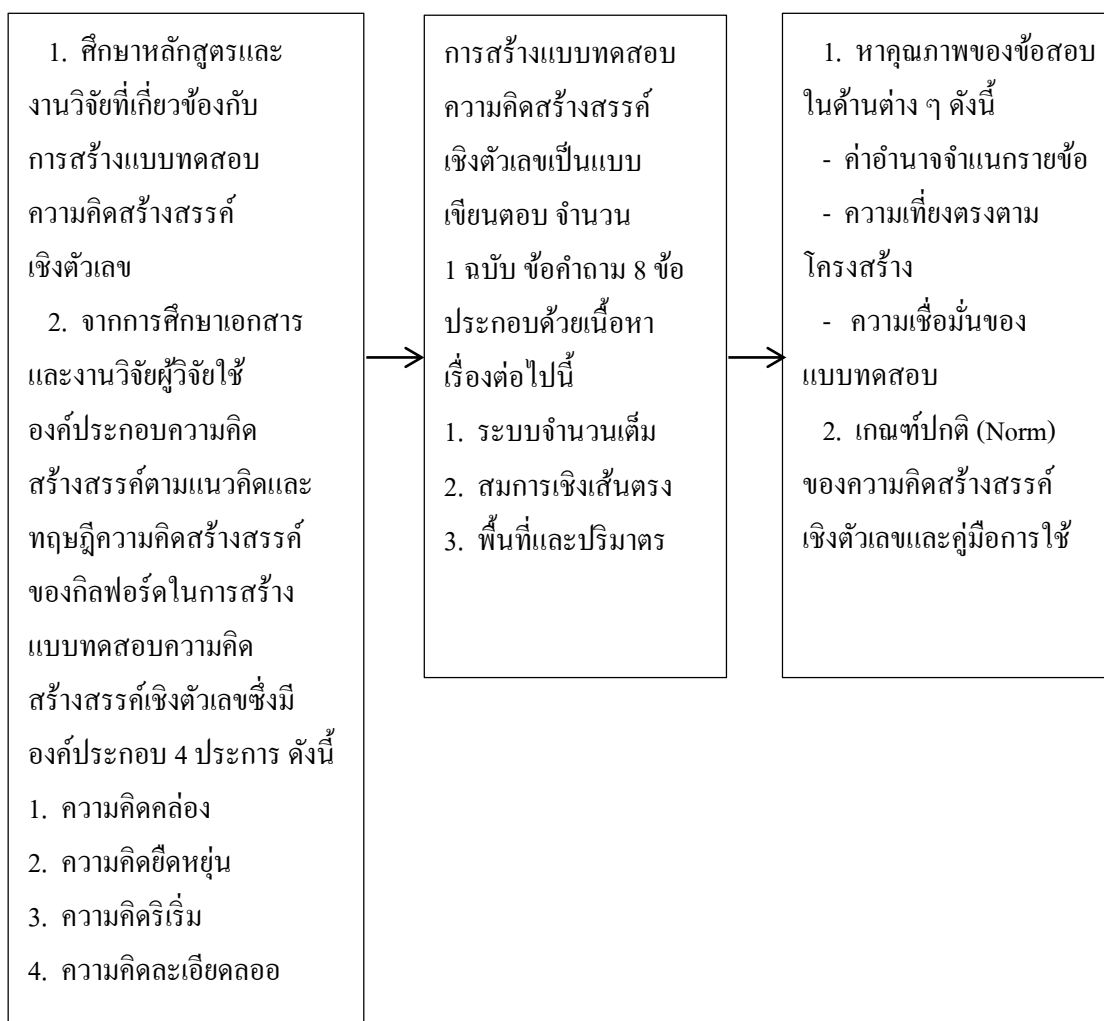 1. ศึกษาหลักสูตรและ
งานวิจัยที่เกี่ยวข้องกับ
การสร้างแบบทดสอบ
ความคิดสร้างสรรค์
เชิงตัวเลข
2. จากการศึกษาเอกสาร
และงานวิจัยผู้วิจัยใช้
องค์ประกอบความคิด
สร้างสรรค์ตามแนวคิดและ
ทฤษฎีความคิดสร้างสรรค์
ของกิลฟอร์ดในการสร้าง
แบบทดสอบความคิด
สร้างสรรค์เชิงตัวเลขซึ่งมี
องค์ประกอบ 4 ประการ ดังนี้
1. ความคิดคล่อง
2. ความคิดยืดหยุ่น
3. ความคิดริเริ่ม
4. ความคิดละเอียดลออ
การสร้างแบบทดสอบ
ความคิดสร้างสรรค์
เชิงตัวเลขเป็นแบบ
เขียนตอบ จำนวน
1 ฉบับ ข้อคำถาม 8 ข้อ
ประกอบด้วยเนื้อหา
เรื่องต่อไปนี้
1. ระบบจำนวนเต็ม
2. สมการเชิงเส้นตรง
3. พื้นที่และปริมาตร
1. หาคุณภาพของข้อสอบ
ในด้านต่าง ๆ ดังนี้
- ค่าอำนาจจำแนกรายข้อ
- ความเที่ยงตรงตาม
โครงสร้าง
- ความเชื่อมั่นของ
แบบทดสอบ
2. เกณฑ์ปกติ (Norm)
ของความคิดสร้างสรรค์
เชิงตัวเลขและคู่มือการใช้